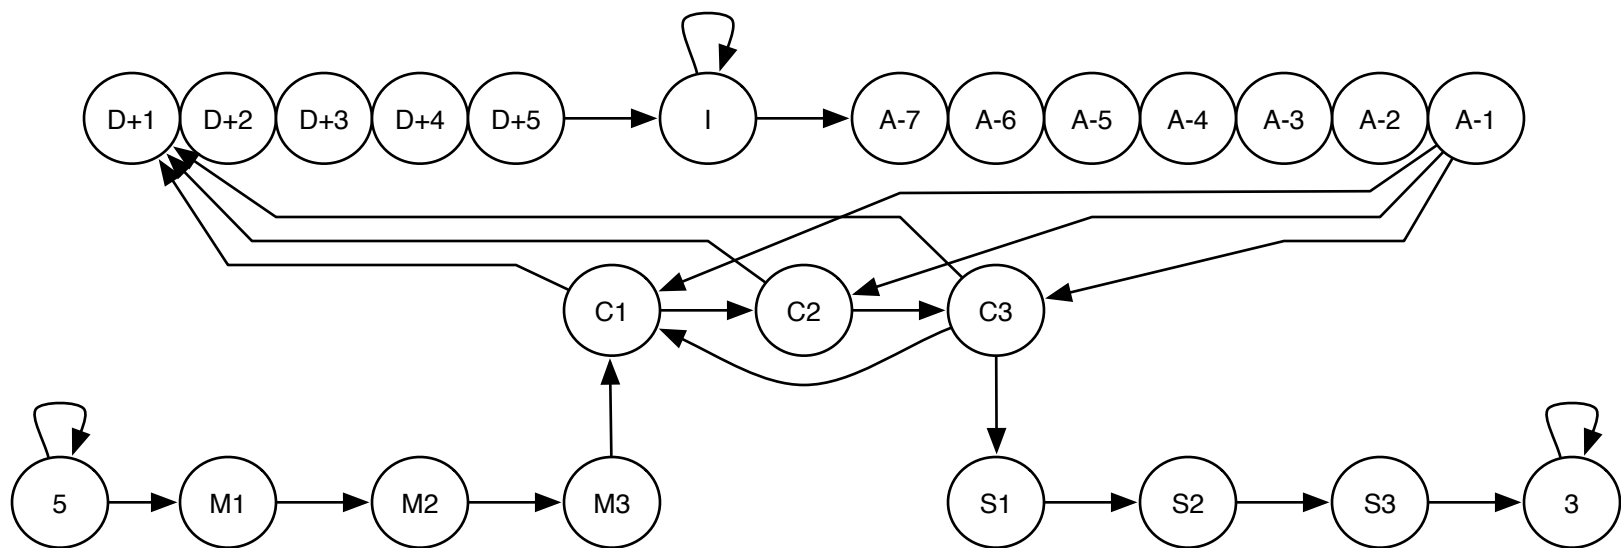 D+1 D+2 D+3 D+4 D+5 I A-7 A-6 A-5 A-4 A-3 A-2 A-1
C1 C2 C3
5 M1 M2 M3 S1 S2 S3 3